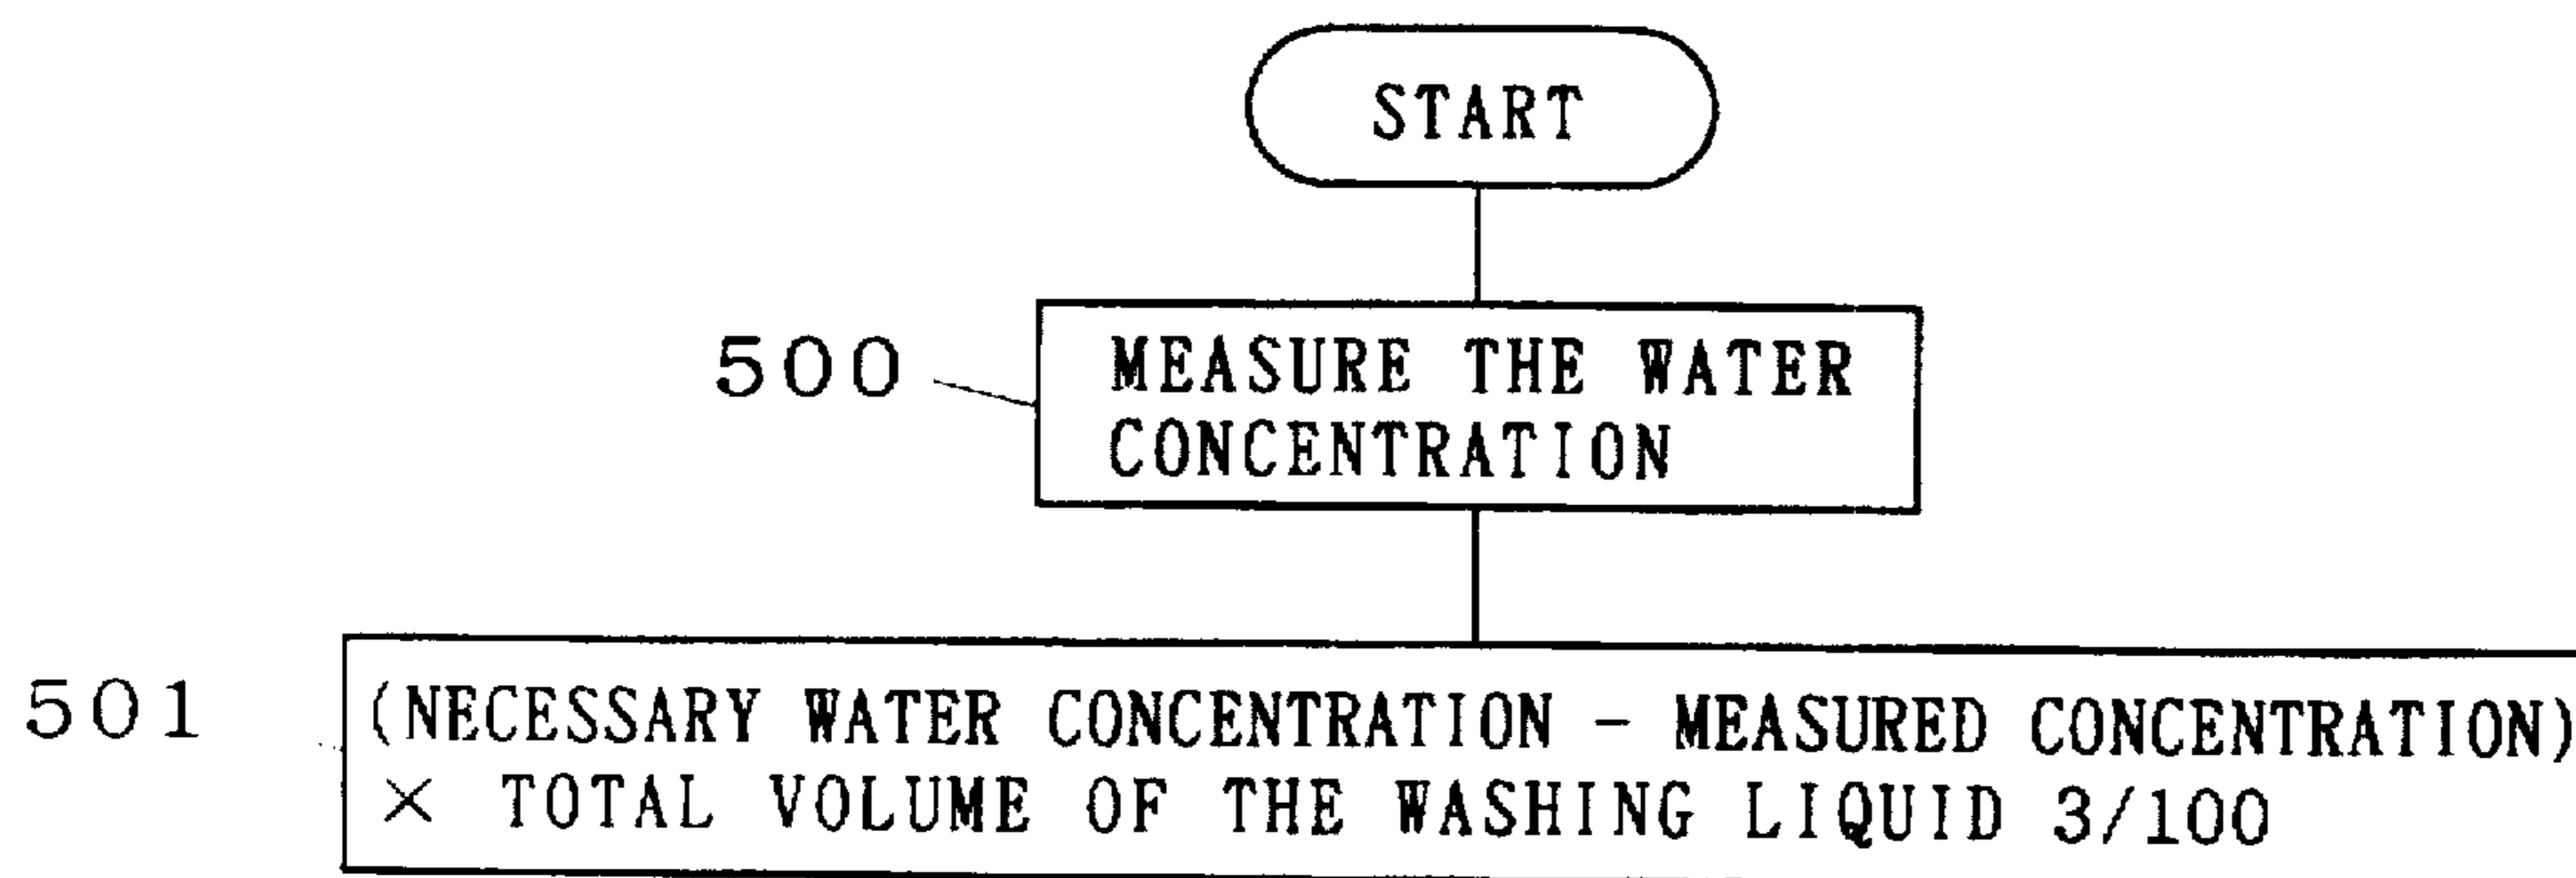 START
500
MEASURE THE WATER
CONCENTRATION
501
(NECESSARY WATER CONCENTRATION - MEASURED CONCENTRATION)
× TOTAL VOLUME OF THE WASHING LIQUID 3/100